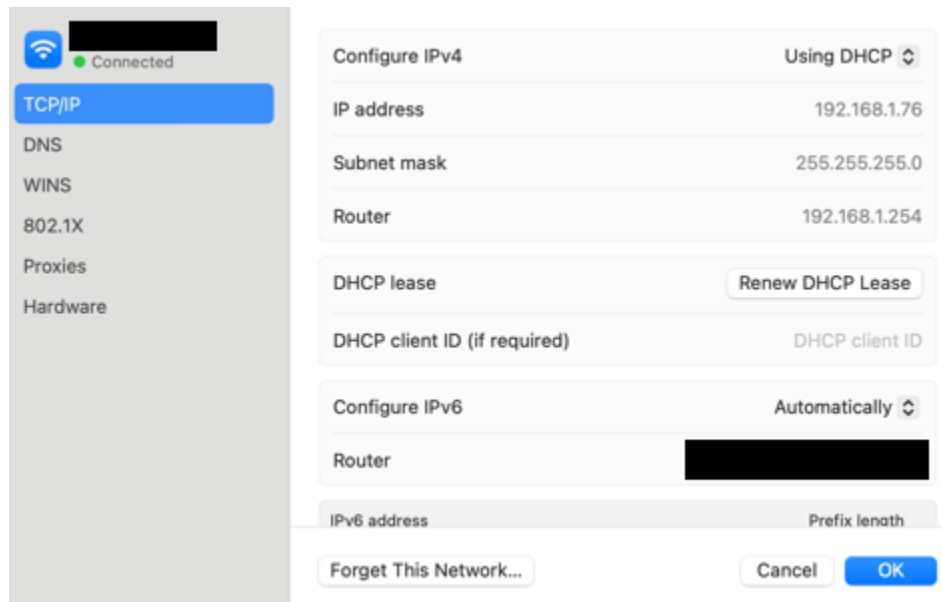 Connected
TCP/IP
DNS
WINS
802.1X
Proxies
Hardware
Configure IPv4 Using DHCP
IP address 192.168.1.76
Subnet mask 255.255.255.0
Router 192.168.1.254
DHCP lease Renew DHCP Lease
DHCP client ID (if required) DHCP client ID
Configure IPv6 Automatically
Router
IPv6 address Prefix length
Forget This Network... Cancel OK